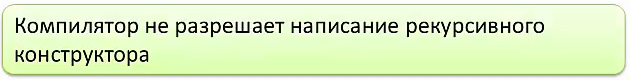 Компилятор не разрешает написание рекурсивного
конструктора